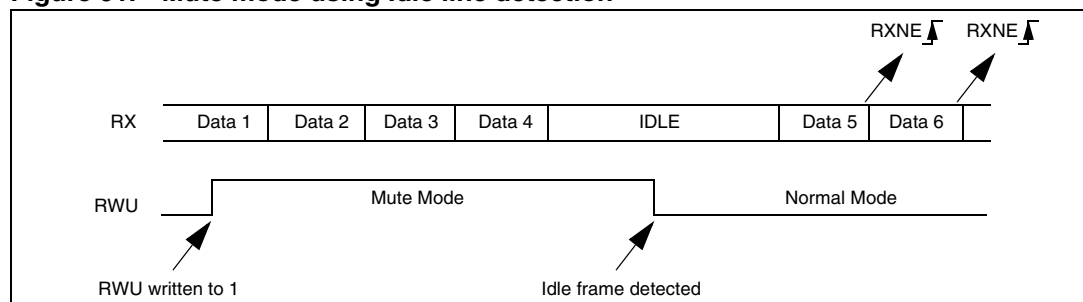 RXNE RXNE
RX Data 1 Data 2 Data 3 Data 4 IDLE Data 5 Data 6
RWU Mute Mode Normal Mode
RWU written to 1 Idle frame detected